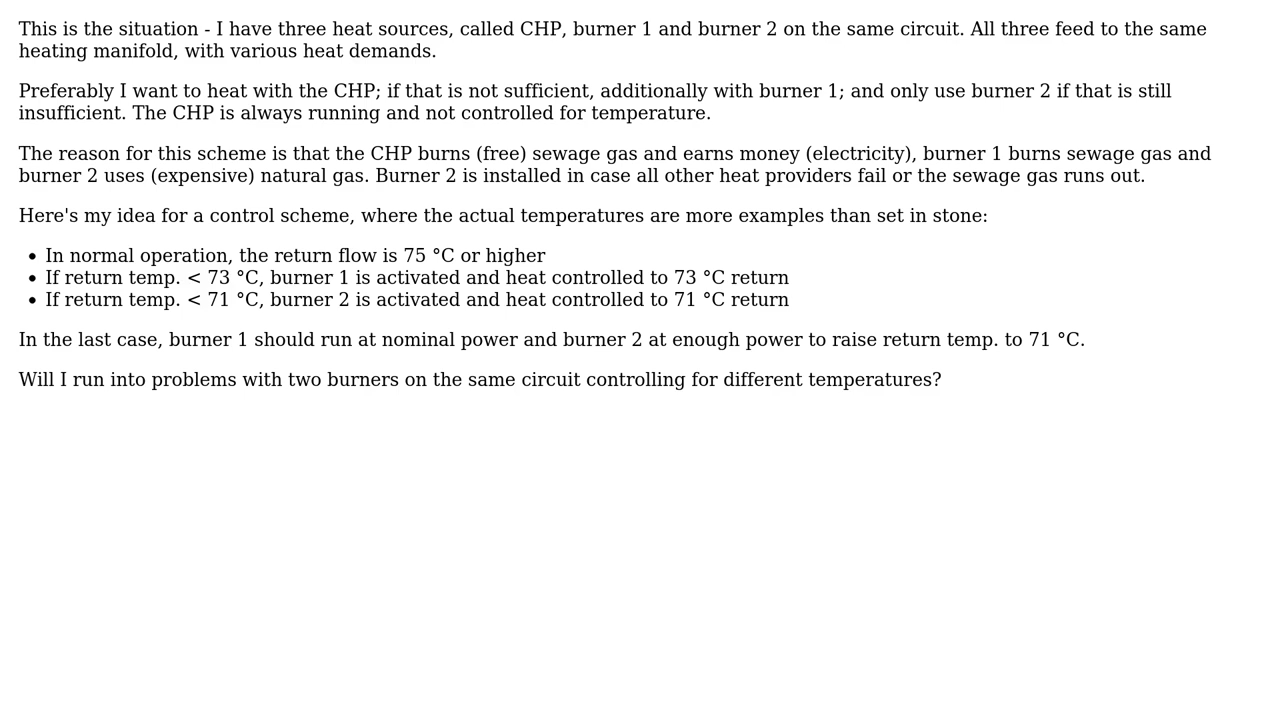 This is the situation - I have three heat sources, called CHP, burner 1 and burner 2 on the same circuit. All three feed to the same
heating manifold, with various heat demands.
Preferably I want to heat with the CHP; if that is not sufficient, additionally with burner 1; and only use burner 2 if that is still
insufficient. The CHP is always running and not controlled for temperature.
The reason for this scheme is that the CHP burns (free) sewage gas and earns money (electricity), burner 1 burns sewage gas and
burner 2 uses (expensive) natural gas. Burner 2 is installed in case all other heat providers fail or the sewage gas runs out.
Here's my idea for a control scheme, where the actual temperatures are more examples than set in stone:
• In normal operation, the return flow is 75 °C or higher
• If return temp. < 73 °C, burner 1 is activated and heat controlled to 73 °C return
• If return temp. < 71 °C, burner 2 is activated and heat controlled to 71 °C return
In the last case, burner 1 should run at nominal power and burner 2 at enough power to raise return temp. to 71 °C.
Will I run into problems with two burners on the same circuit controlling for different temperatures?